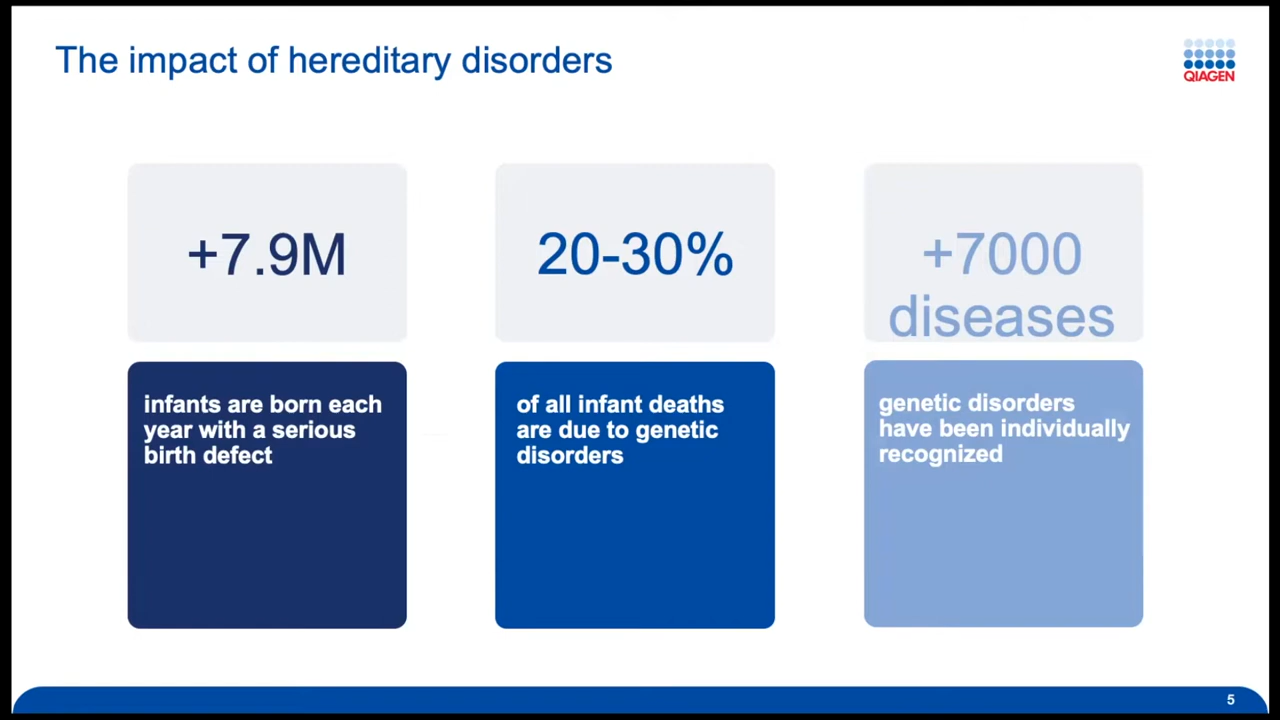 The impact of hereditary disorders
QIAGEN
+7.9M
infants are born each
year with a serious
birth defect
20-30%
of all infant deaths
are due to genetic
disorders
+7000
diseases
genetic disorders
have been individually
recognized
5